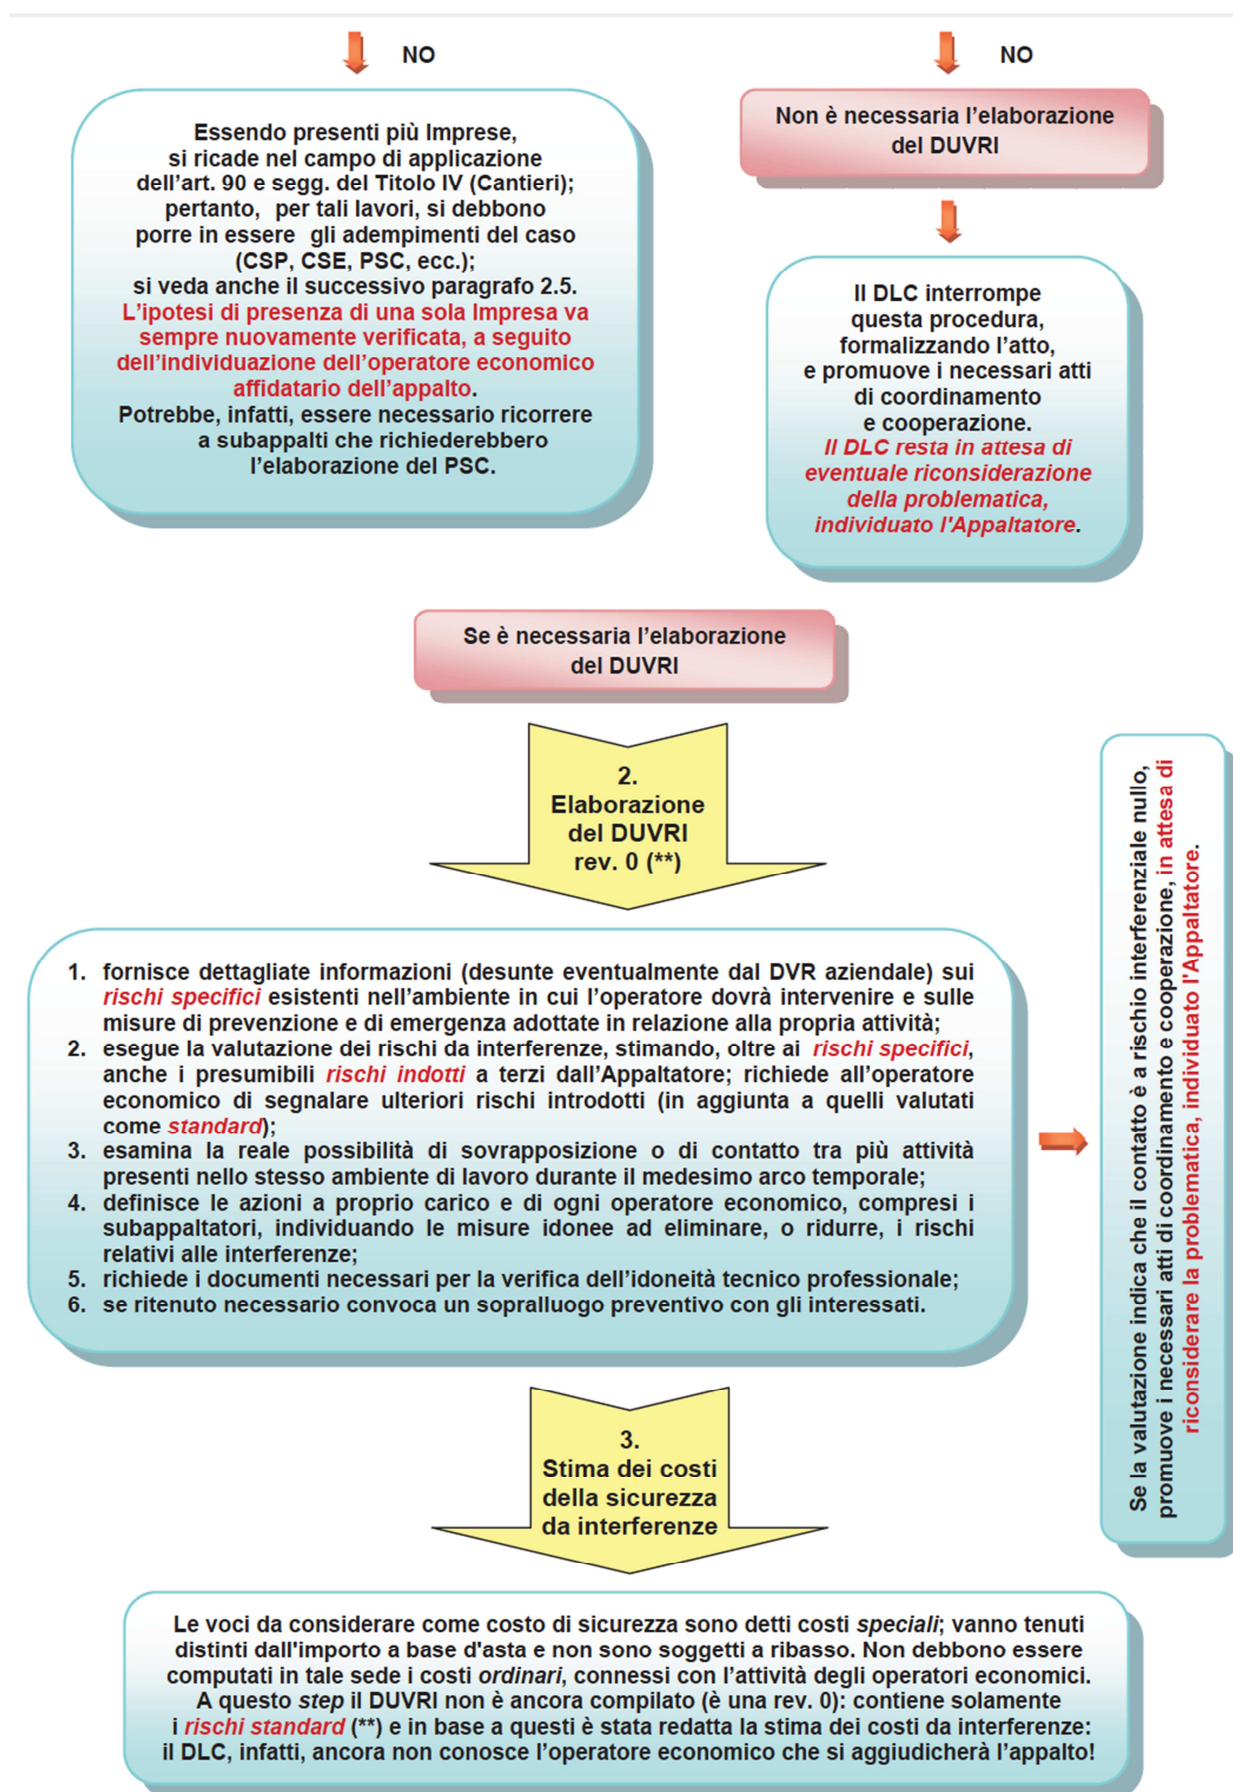 NO
Essendo presenti più Imprese,
si ricade nel campo di applicazione
dell'art. 90 e segg. del Titolo IV (Cantieri);
pertanto, per tali lavori, si debbono
porre in essere gli adempimenti del caso
(CSP, CSE, PSC, ecc.);
si veda anche il successivo paragrafo 2.5.
L'ipotesi di presenza di una sola Impresa va
sempre nuovamente verificata, a seguito
dell'individuazione dell'operatore economico
affidatario dell'appalto.
Potrebbe, infatti, essere necessario ricorrere
a subappalti che richiederebbero
l'elaborazione del PSC.
NO
Non è necessaria l'elaborazione
del DUVRI
Il DLC interrompe
questa procedura,
formalizzando l'atto,
e promuove i necessari atti
di coordinamento
e cooperazione.
Il DLC resta in attesa di
eventuale riconsiderazione
della problematica,
individuato l'Appaltatore.
Se è necessaria l'elaborazione
del DUVRI
2.
Elaborazione
del DUVRI
rev. 0 (**)
1. fornisce dettagliate informazioni (desunte eventualmente dal DVR aziendale) sui
rischi specifici esistenti nell'ambiente in cui l'operatore dovrà intervenire e sulle
misure di prevenzione e di emergenza adottate in relazione alla propria attività;
2. esegue la valutazione dei rischi da interferenze, stimando, oltre ai rischi specifici,
anche i presumibili rischi indotti a terzi dall'Appaltatore; richiede all'operatore
economico di segnalare ulteriori rischi introdotti (in aggiunta a quelli valutati
come standard);
3. esamina la reale possibilità di sovrapposizione o di contatto tra più attività
presenti nello stesso ambiente di lavoro durante il medesimo arco temporale;
4. definisce le azioni a proprio carico e di ogni operatore economico, compresi i
subappaltatori, individuando le misure idonee ad eliminare, o ridurre, i rischi
relativi alle interferenze;
5. richiede i documenti necessari per la verifica dell'idoneità tecnico professionale;
6. se ritenuto necessario convoca un sopralluogo preventivo con gli interessati.
Se la valutazione indica che il contatto è a rischio interferenziale nullo,
promuove i necessari atti di coordinamento e cooperazione, in attesa di
riconsiderare la problematica, individuato l'Appaltatore.
3.
Stima dei costi
della sicurezza
da interferenze
Le voci da considerare come costo di sicurezza sono detti costi speciali; vanno tenuti
distinti dall'importo a base d'asta e non sono soggetti a ribasso. Non debbono essere
computati in tale sede i costi ordinari, connessi con l'attività degli operatori economici.
A questo step il DUVRI non è ancora compilato (è una rev. 0): contiene solamente
i rischi standard (**) e in base a questi è stata redatta la stima dei costi da interferenze:
il DLC, infatti, ancora non conosce l'operatore economico che si aggiudicherà l'appalto!